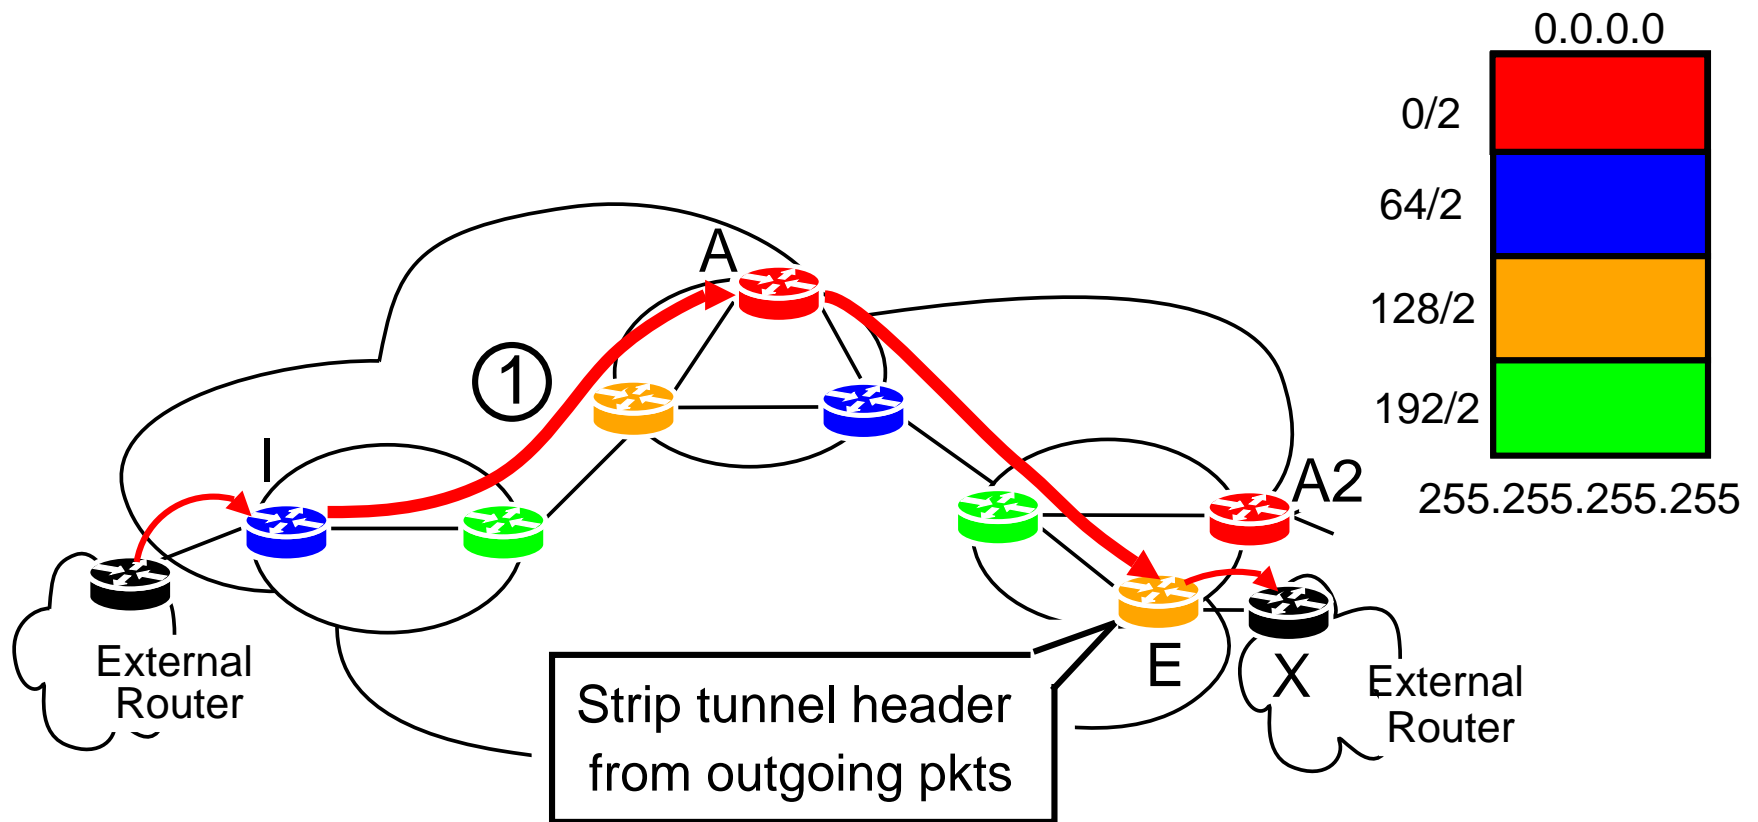 0.0.0.0
0/2
64/2
128/2
192/2
255.255.255.255
A
1
I
A2
External
Router
E
X
External
Router
Strip tunnel header
from outgoing pkts